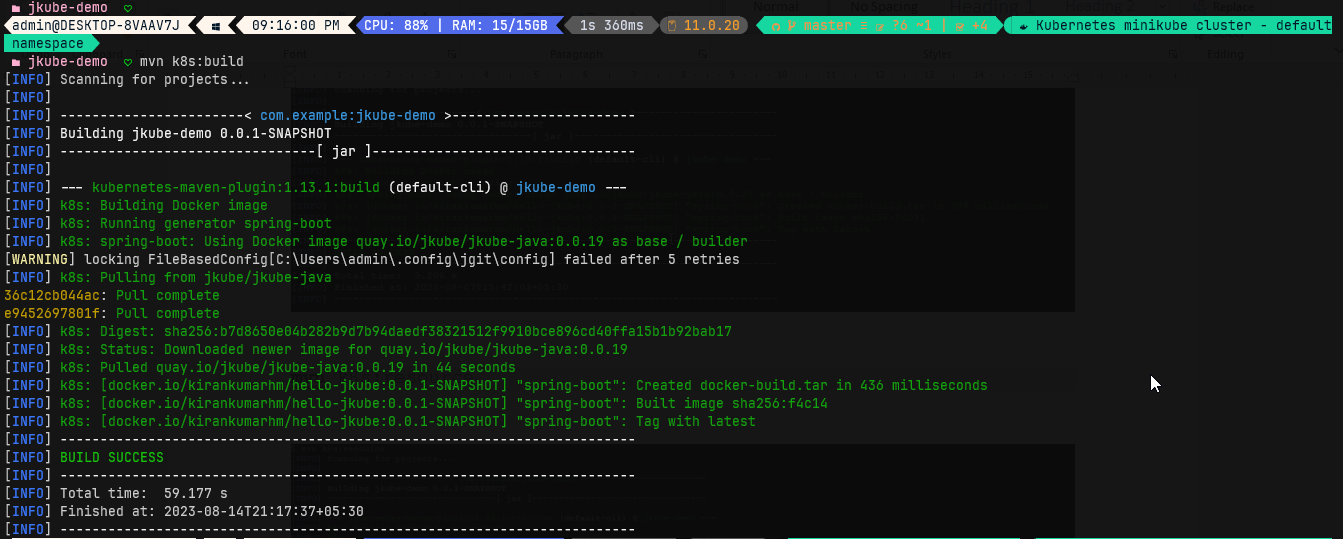 jkube-demo
admin@DESKTOP-8VAAV7J 09:16:00 PM CPU: 88% | RAM: 15/15GB 1s 360ms 11.0.20 master ≡ ?6 ~1 | +4 Kubernetes minikube cluster - default
namespace
jkube-demo mvn k8s:build
[INFO] Scanning for projects...
[INFO]
[INFO] -----------------------< com.example:jkube-demo >-----------------------
[INFO] Building jkube-demo 0.0.1-SNAPSHOT
[INFO] --------------------------------[ jar ]---------------------------------
[INFO]
[INFO] --- kubernetes-maven-plugin:1.13.1:build (default-cli) @ jkube-demo ---
[INFO] k8s: Building Docker image
[INFO] k8s: Running generator spring-boot
[INFO] k8s: spring-boot: Using Docker image quay.io/jkube/jkube-java:0.0.19 as base / builder
[WARNING] locking FileBasedConfig[C:\Users\admin\.config\jgit\config] failed after 5 retries
[INFO] k8s: Pulling from jkube/jkube-java
36c12cb044ac: Pull complete
e9452697801f: Pull complete
[INFO] k8s: Digest: sha256:b7d8650e04b282b9d7b94daedf38321512f9910bce896cd40ffa15b1b92bab17
[INFO] k8s: Status: Downloaded newer image for quay.io/jkube/jkube-java:0.0.19
[INFO] k8s: Pulled quay.io/jkube/jkube-java:0.0.19 in 44 seconds
[INFO] k8s: [docker.io/kirankumarhm/hello-jkube:0.0.1-SNAPSHOT] "spring-boot": Created docker-build.tar in 436 milliseconds
[INFO] k8s: [docker.io/kirankumarhm/hello-jkube:0.0.1-SNAPSHOT] "spring-boot": Built image sha256:f4c14
[INFO] k8s: [docker.io/kirankumarhm/hello-jkube:0.0.1-SNAPSHOT] "spring-boot": Tag with latest
[INFO] ------------------------------------------------------------------------
[INFO] BUILD SUCCESS
[INFO] ------------------------------------------------------------------------
[INFO] Total time:  59.177 s
[INFO] Finished at: 2023-08-14T21:17:37+05:30
[INFO] ------------------------------------------------------------------------